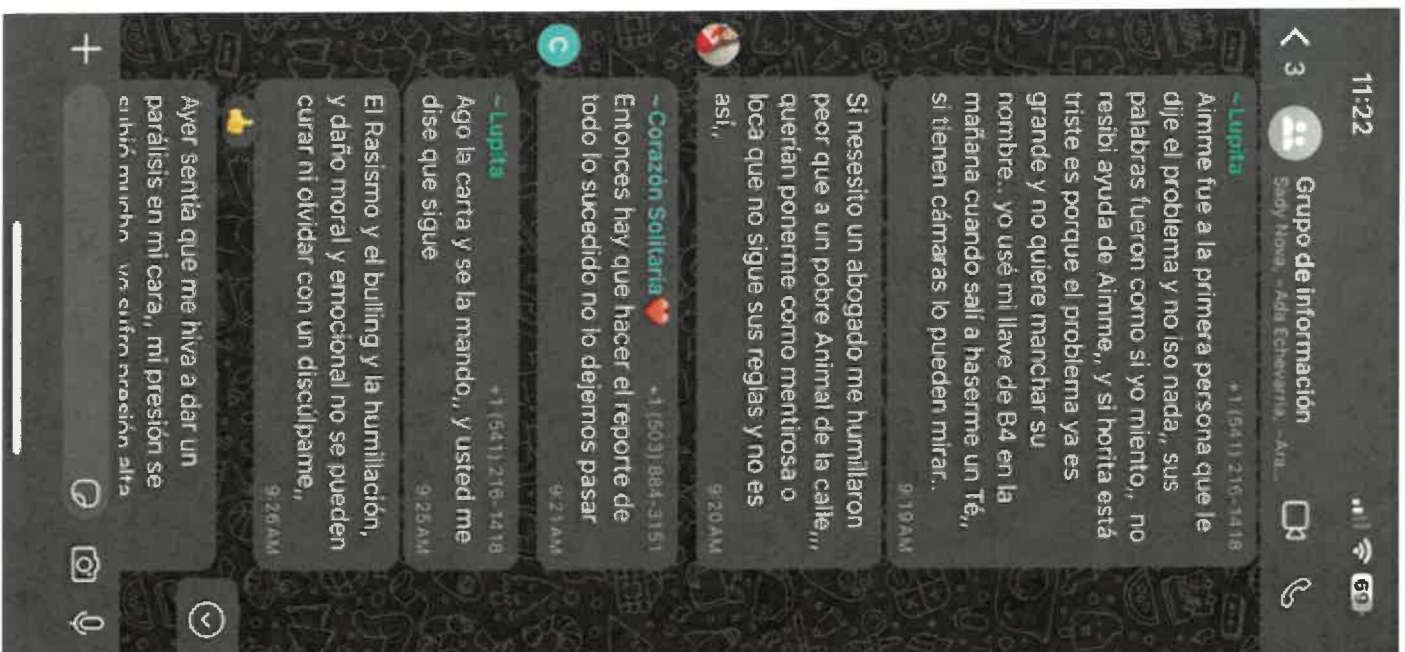 11:22
69
3
Grupo de información
Sady Nova, ~Ada Echeverria, ~Ara...
~Lupita +1 (541) 216-1418
Aimme fue a la primera persona que le
dije el problema y no iso nada,, sus
palabras fueron como si yo miento,, no
resibi ayuda de Aimme,, y si horita está
triste es porque el problema ya es
grande y no quiere manchar su
nombre.. yo usé mi llave de B4 en la
mañana cuando salí a haserme un Té,,
si tienen cámaras lo pueden mirar..
9:19 AM
Si nesesito un abogado me humillaron
peor que a un pobre Animal de la calle,,,
querían ponerme como mentirosa o
loca que no sigue sus reglas y no es
así,,
9:20 AM
~Corazón Solitaria❤️ +1 (503) 884-3151
Entonces hay que hacer el reporte de
todo lo sucedido no lo dejemos pasar
9:21 AM
C
~Lupita +1 (541) 216-1418
Ago la carta y se la mando,, y usted me
dise que sigue
9:25 AM
El Rasismo y el bulling y la humillación,
y daño moral y emocional no se pueden
curar ni olvidar con un discúlpame,,
9:26 AM
👍
Ayer sentía que me hiva a dar un
parálisis en mi cara,, mi presión se
subió mucho yo sufro presión alta